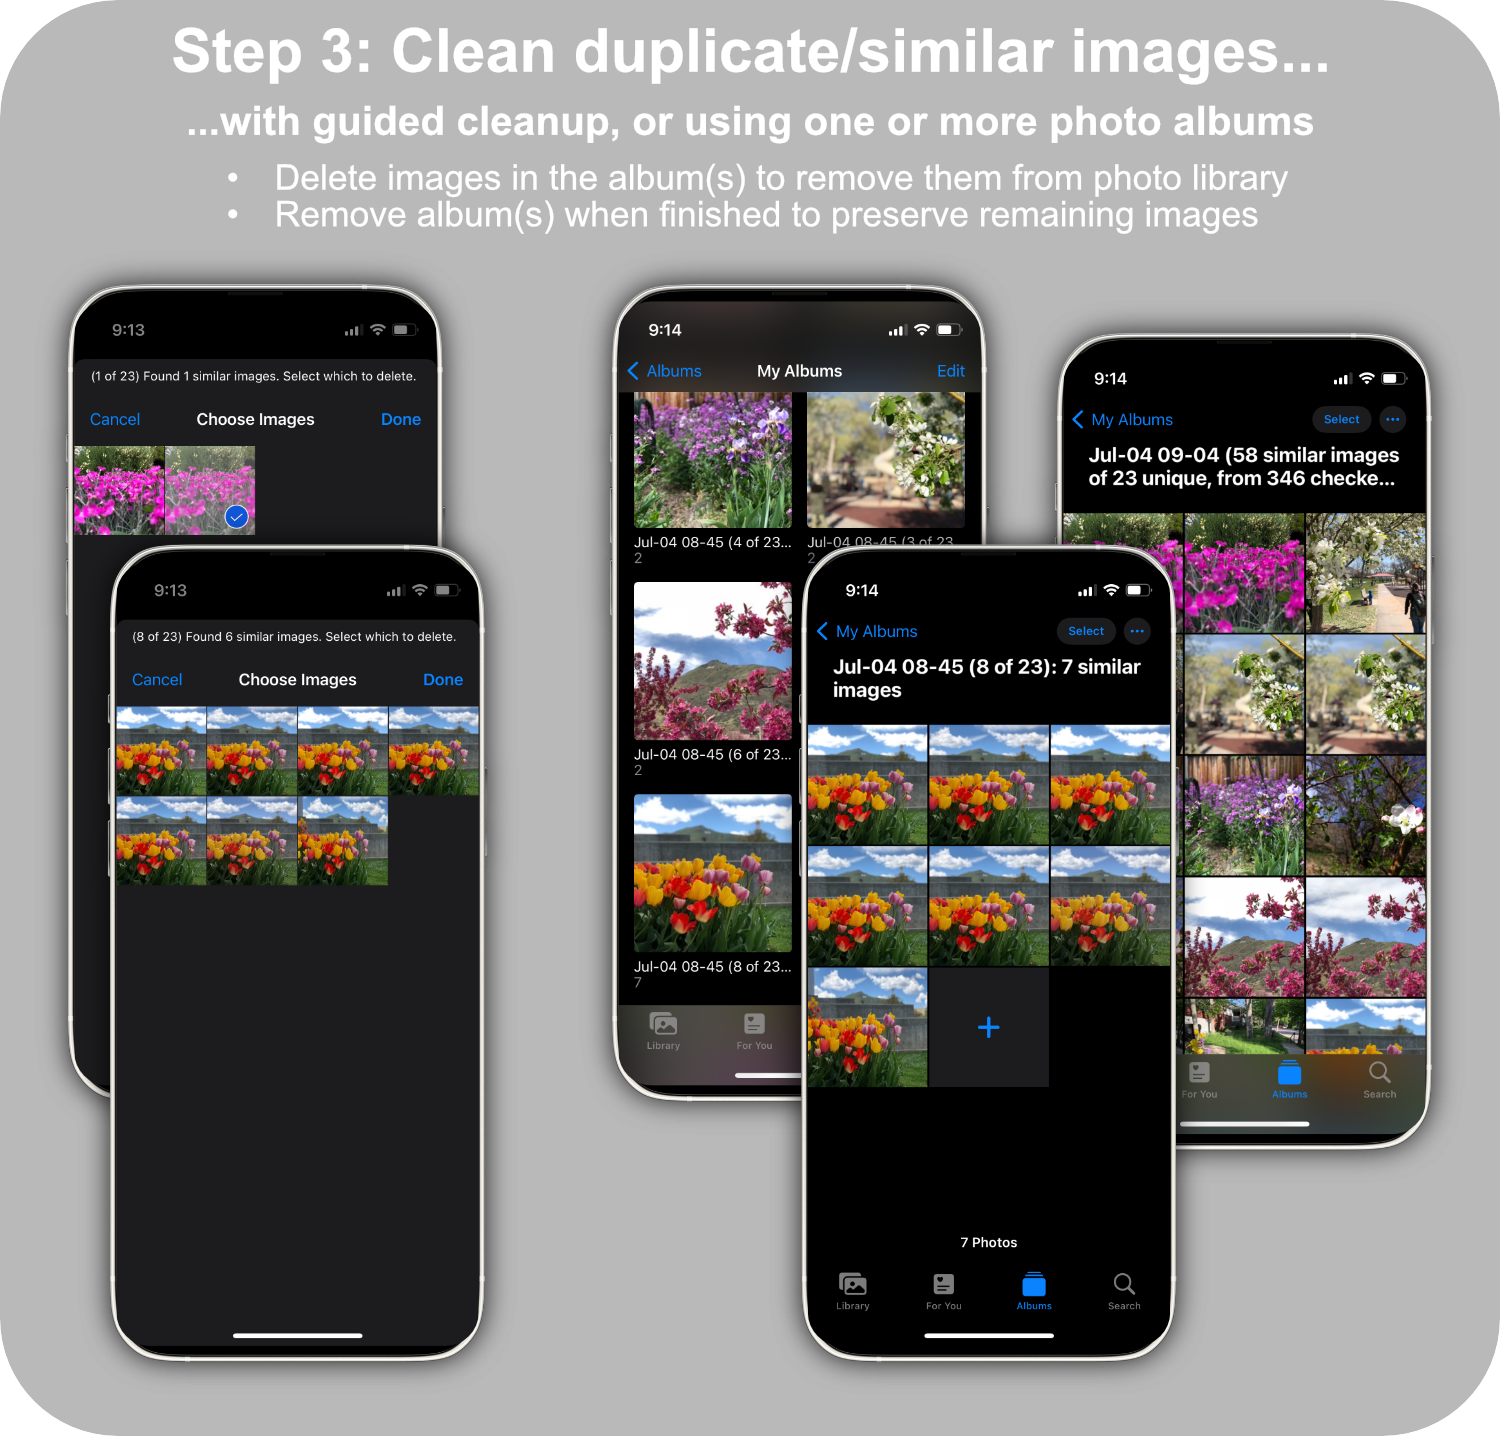 Step 3: Clean duplicate/similar images...
...with guided cleanup, or using one or more photo albums
• Delete images in the album(s) to remove them from photo library
• Remove album(s) when finished to preserve remaining images
9:13
(1 of 23) Found 1 similar images. Select which to delete.
Cancel Choose Images Done
9:13
(8 of 23) Found 6 similar images. Select which to delete.
Cancel Choose Images Done
9:14
Albums My Albums Edit
Jul-04 08-45 (4 of 23...
2
Jul-04 08-45 (3 of 23
2
Jul-04 08-45 (6 of 23...
2
Jul-04 08-45 (8 of 23...
7
Library For You
9:14
My Albums Select
Jul-04 08-45 (8 of 23): 7 similar
images
7 Photos
Library For You Albums Search
9:14
My Albums Select
Jul-04 09-04 (58 similar images
of 23 unique, from 346 checke...
For You Albums Search